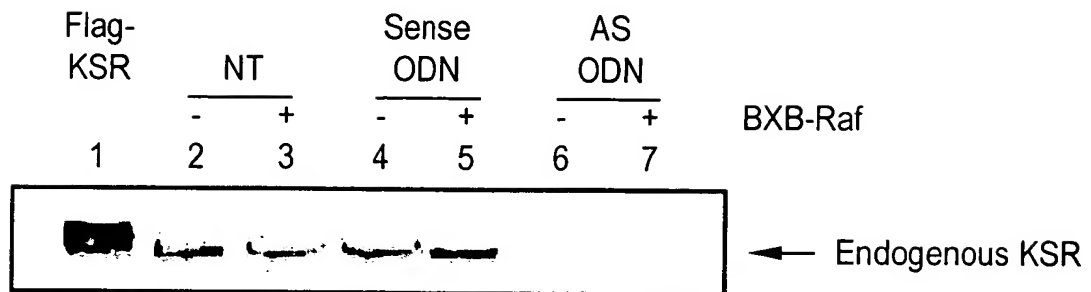 Flag-
KSR
NT
Sense
ODN
AS
ODN
- + - + - + BXB-Raf
1 2 3 4 5 6 7
Endogenous KSR